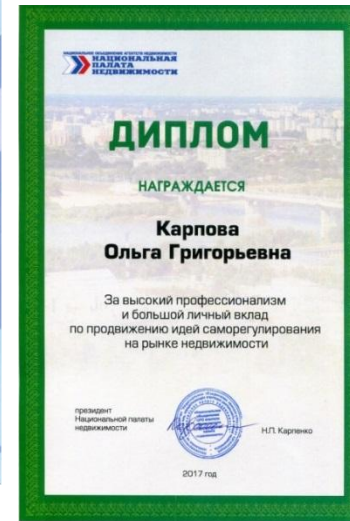 НАЦИОНАЛЬНАЯ
ПАЛАТА
НЕДВИЖИМОСТИ
ДИПЛОМ
НАГРАЖДАЕТСЯ
Карпова
Ольга Григорьевна
За высокий профессионализм
и большой личный вклад
по продвижению идей саморегулирования
на рынке недвижимости
президент
Национальной палаты
недвижимости
Н.П. Карпенко
2017 год